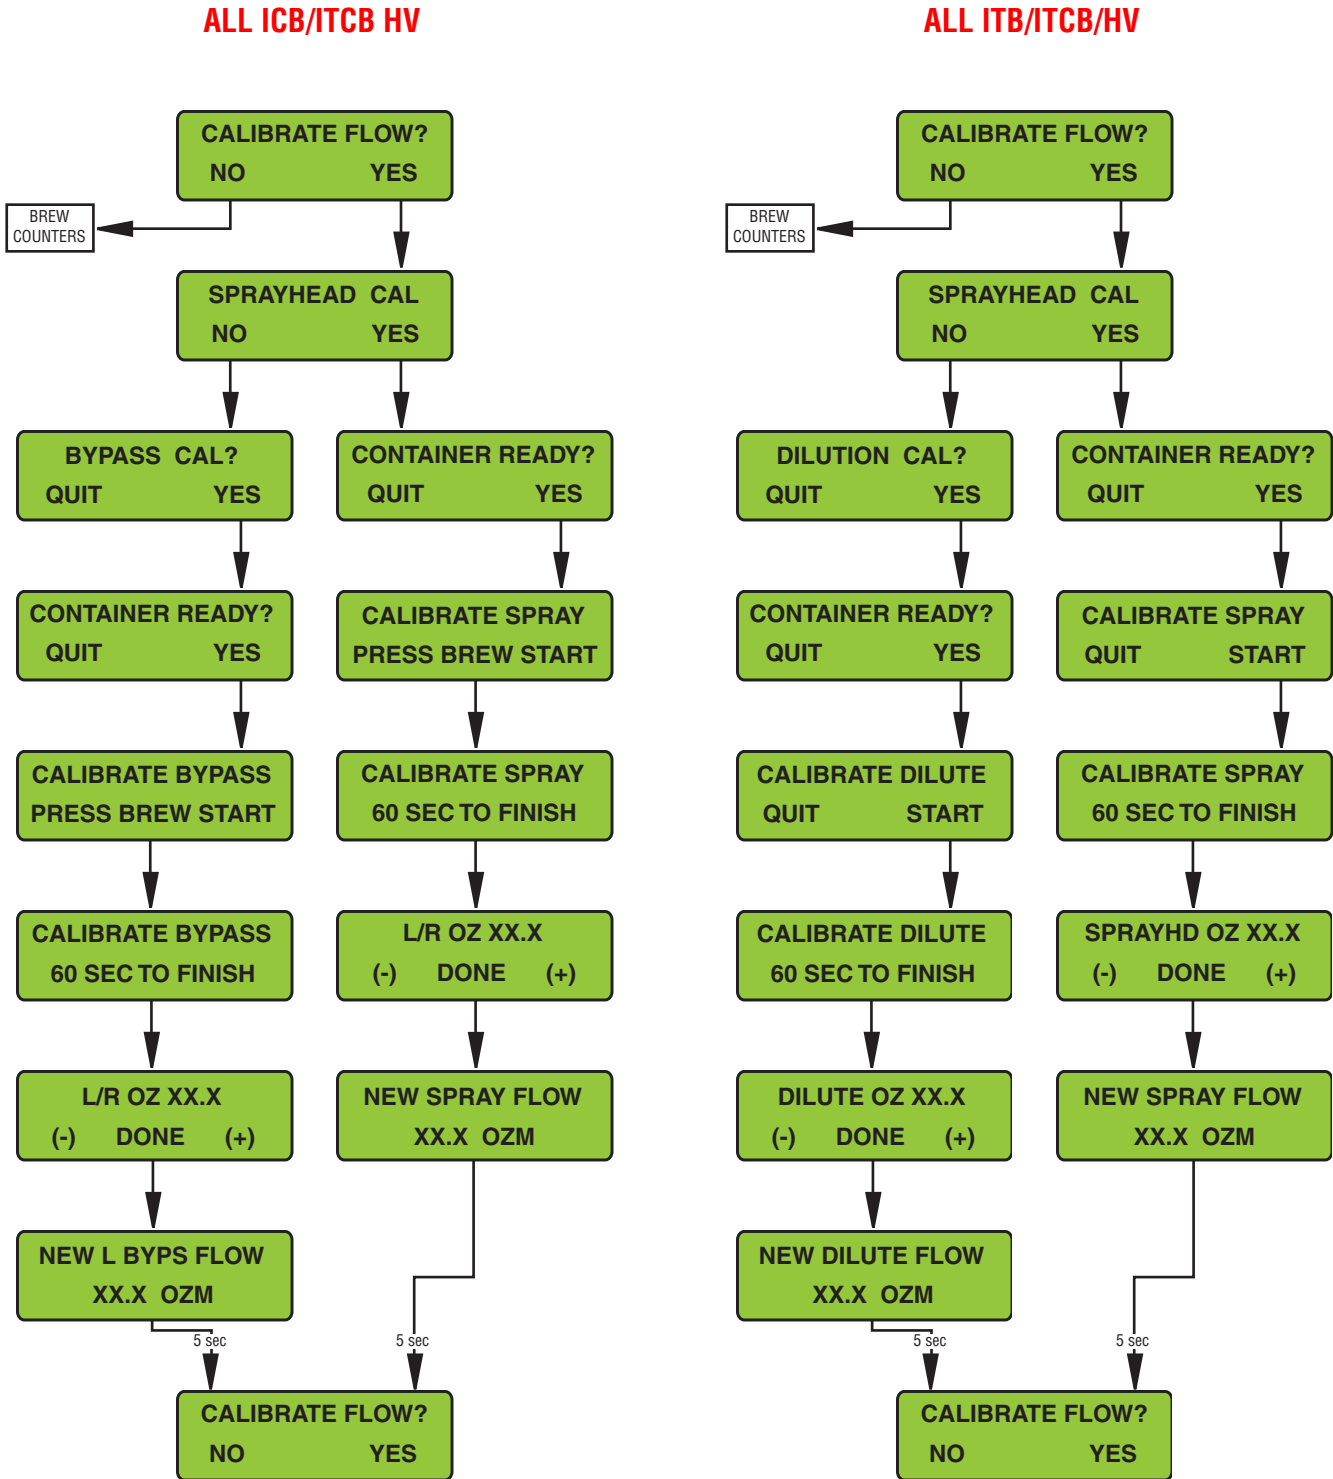 ALL ICB/ITCB HV
CALIBRATE FLOW?
NO YES
BREW
COUNTERS
SPRAYHEAD CAL
NO YES
BYPASS CAL?
QUIT YES
CONTAINER READY?
QUIT YES
CONTAINER READY?
QUIT YES
CALIBRATE SPRAY
PRESS BREW START
CALIBRATE BYPASS
PRESS BREW START
CALIBRATE SPRAY
60 SEC TO FINISH
CALIBRATE BYPASS
60 SEC TO FINISH
L/R OZ XX.X
(-) DONE (+)
L/R OZ XX.X
(-) DONE (+)
NEW SPRAY FLOW
XX.X OZM
NEW L BYPS FLOW
XX.X OZM
5 sec
5 sec
CALIBRATE FLOW?
NO YES
ALL ITB/ITCB/HV
CALIBRATE FLOW?
NO YES
BREW
COUNTERS
SPRAYHEAD CAL
NO YES
DILUTION CAL?
QUIT YES
CONTAINER READY?
QUIT YES
CONTAINER READY?
QUIT YES
CALIBRATE SPRAY
QUIT START
CALIBRATE DILUTE
QUIT START
CALIBRATE SPRAY
60 SEC TO FINISH
CALIBRATE DILUTE
60 SEC TO FINISH
SPRAYHD OZ XX.X
(-) DONE (+)
DILUTE OZ XX.X
(-) DONE (+)
NEW SPRAY FLOW
XX.X OZM
NEW DILUTE FLOW
XX.X OZM
5 sec
5 sec
CALIBRATE FLOW?
NO YES